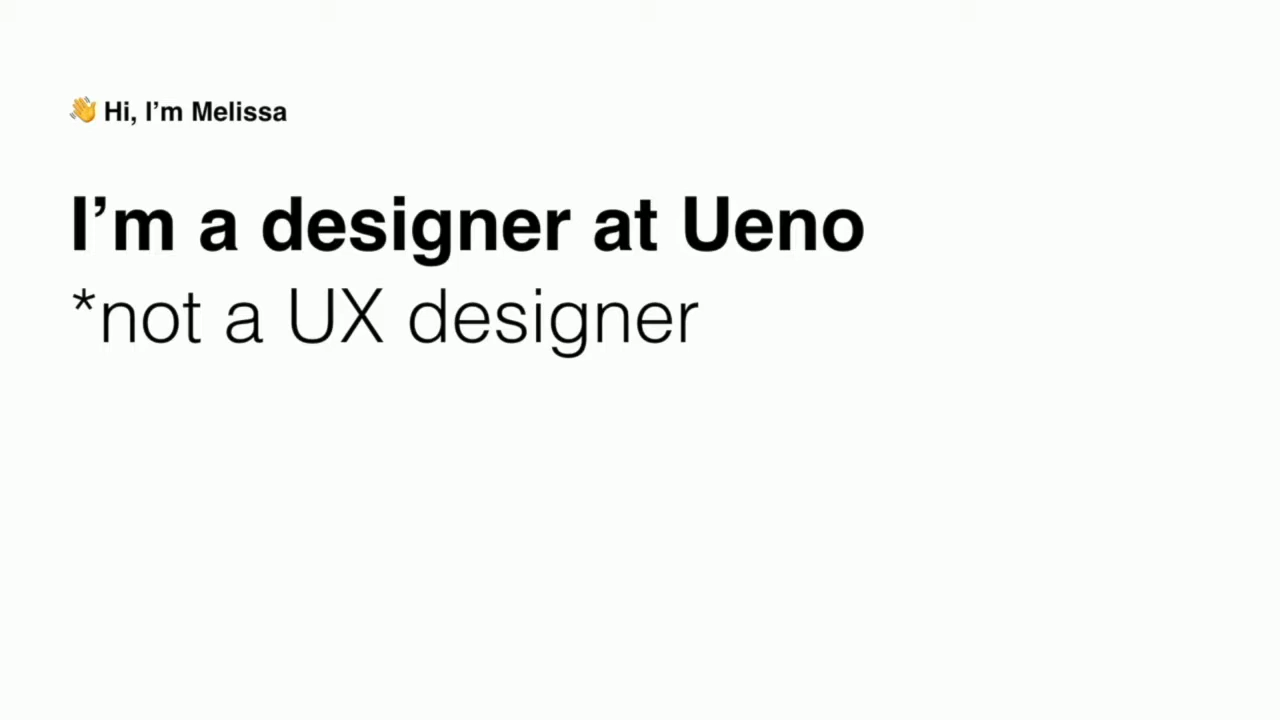 👋 Hi, I’m Melissa
I’m a designer at Ueno
*not a UX designer